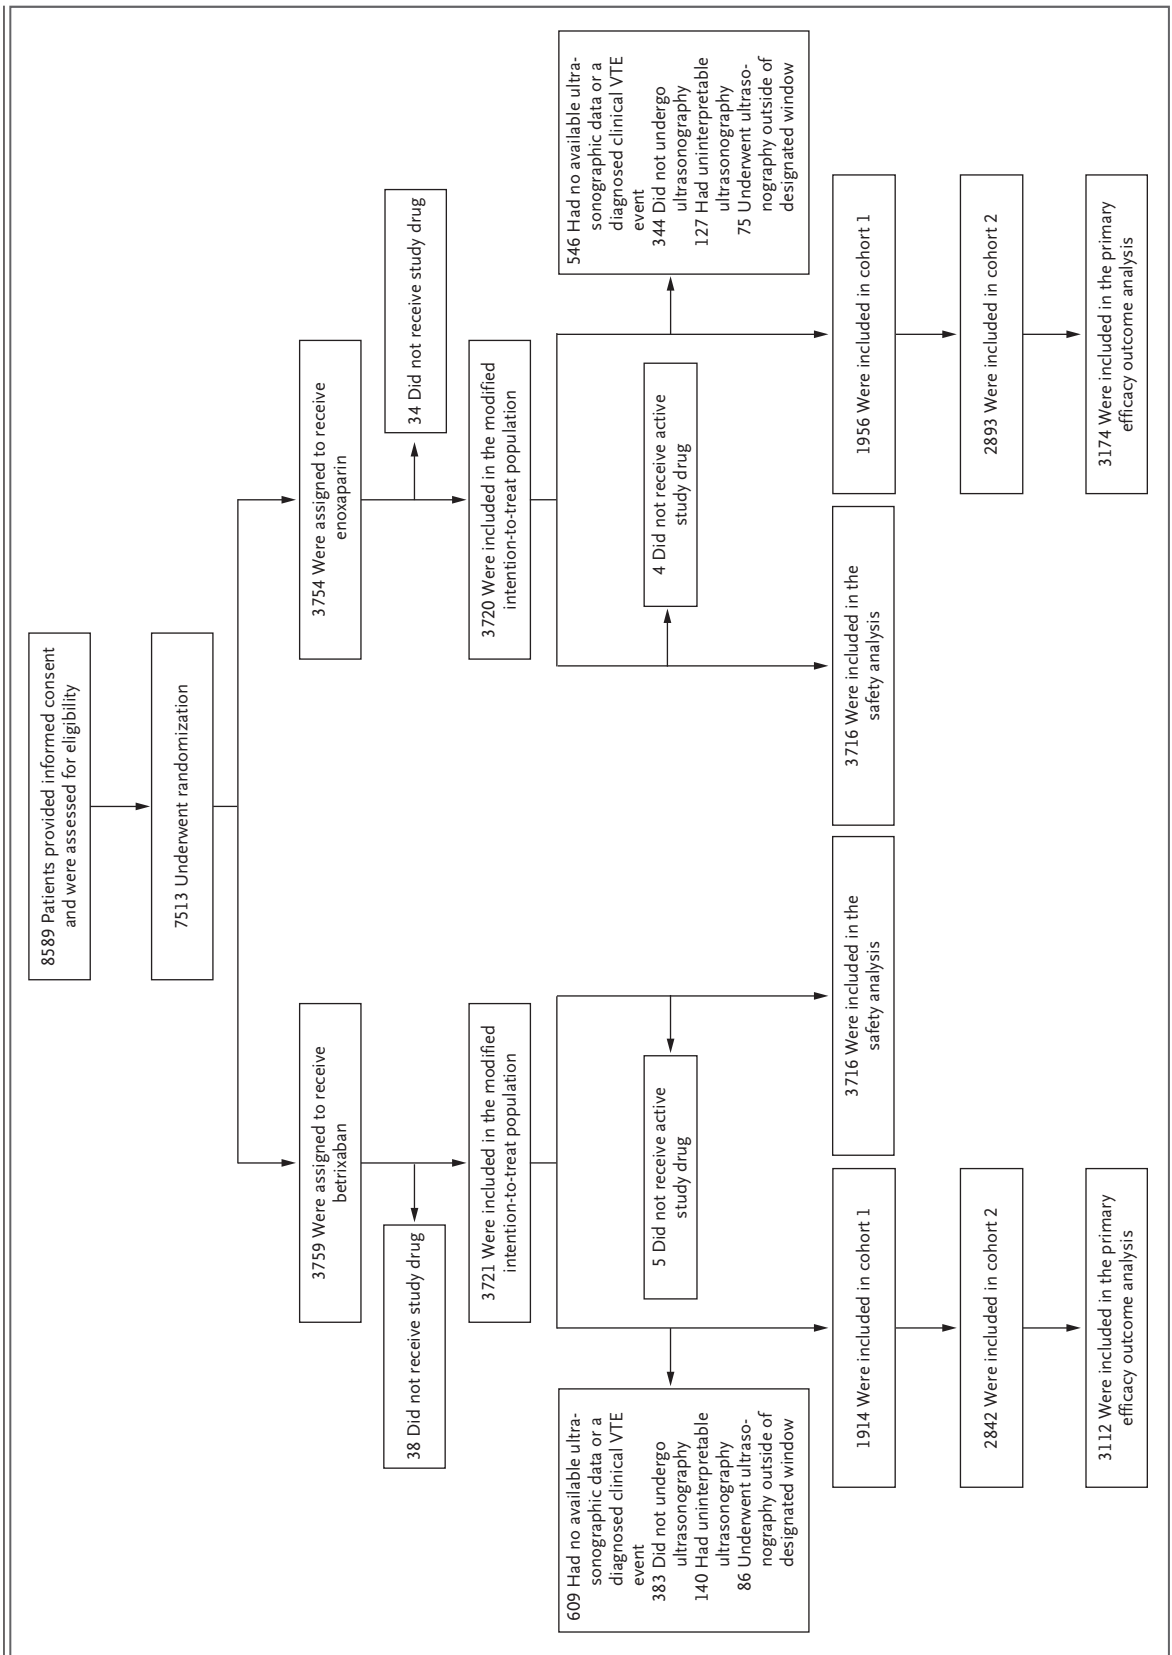 8589 Patients provided informed consent
and were assessed for eligibility
7513 Underwent randomization
3759 Were assigned to receive
betrixaban
3754 Were assigned to receive
enoxaparin
38 Did not receive study drug
34 Did not receive study drug
3721 Were included in the modified
intention-to-treat population
3720 Were included in the modified
intention-to-treat population
609 Had no available ultra-
sonographic data or a
diagnosed clinical VTE
event
383 Did not undergo
ultrasonography
140 Had uninterpretable
ultrasonography
86 Underwent ultraso-
nography outside of
designated window
5 Did not receive active
study drug
4 Did not receive active
study drug
546 Had no available ultra-
sonographic data or a
diagnosed clinical VTE
event
344 Did not undergo
ultrasonography
127 Had uninterpretable
ultrasonography
75 Underwent ultraso-
nography outside of
designated window
1914 Were included in cohort 1
3716 Were included in the
safety analysis
3716 Were included in the
safety analysis
1956 Were included in cohort 1
2842 Were included in cohort 2
2893 Were included in cohort 2
3112 Were included in the primary
efficacy outcome analysis
3174 Were included in the primary
efficacy outcome analysis